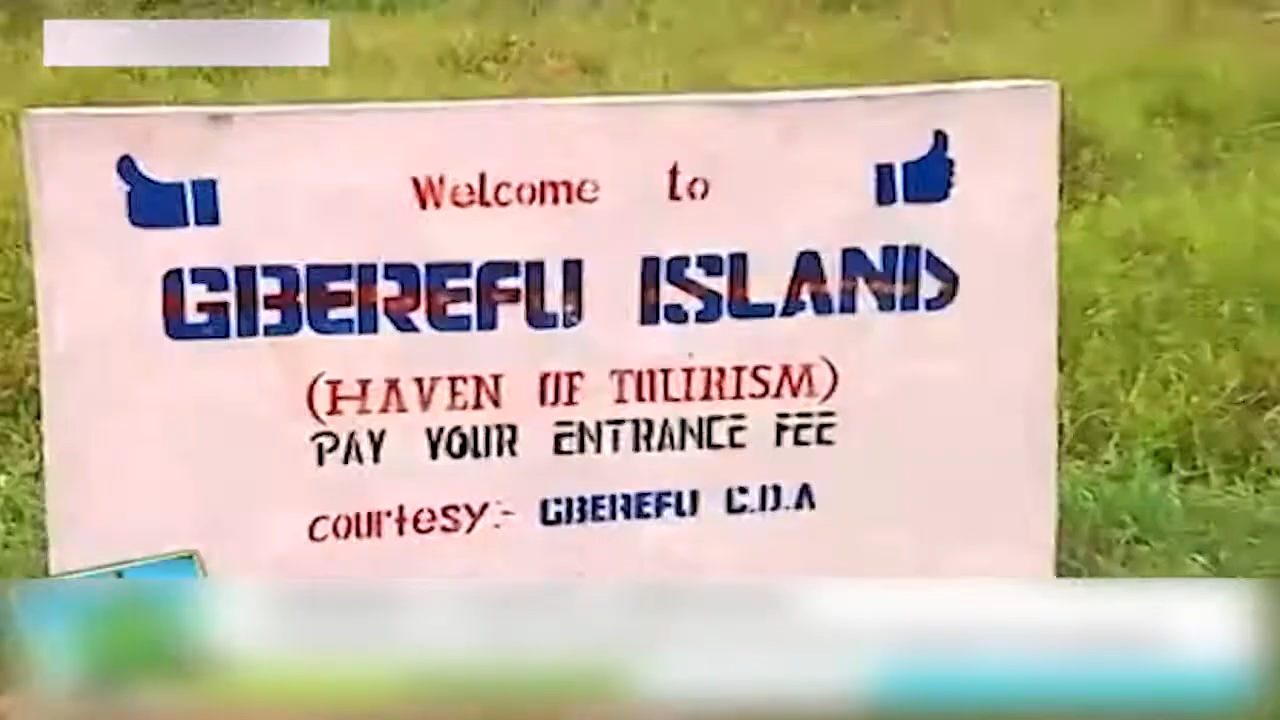 Welcome to
GBEREFU ISLAND
(HAVEN OF TOURISM)
PAY YOUR ENTRANCE FEE
courtesy:- GBEREFU C.D.A